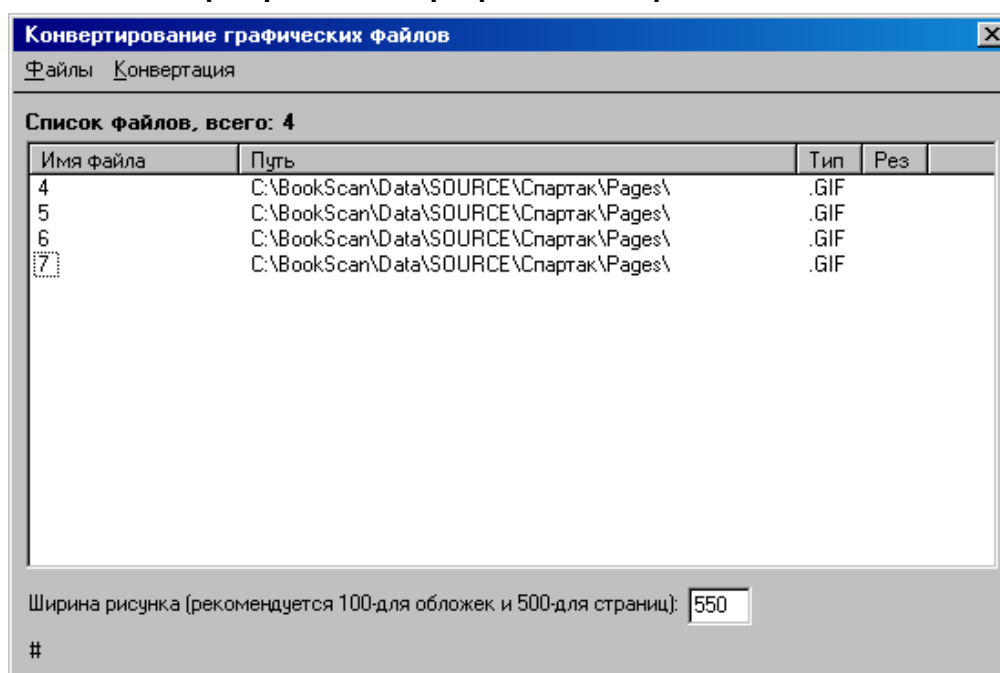 Конвертирование графических файлов
Файлы Конвертация
Список файлов, всего: 4
Имя файла Путь Тип Рез
4 C:\BookScan\Data\SOURCE\Спартак\Pages\ .GIF
5 C:\BookScan\Data\SOURCE\Спартак\Pages\ .GIF
6 C:\BookScan\Data\SOURCE\Спартак\Pages\ .GIF
7 C:\BookScan\Data\SOURCE\Спартак\Pages\ .GIF
Ширина рисунка (рекомендуется 100-для обложек и 500-для страниц): 550
#